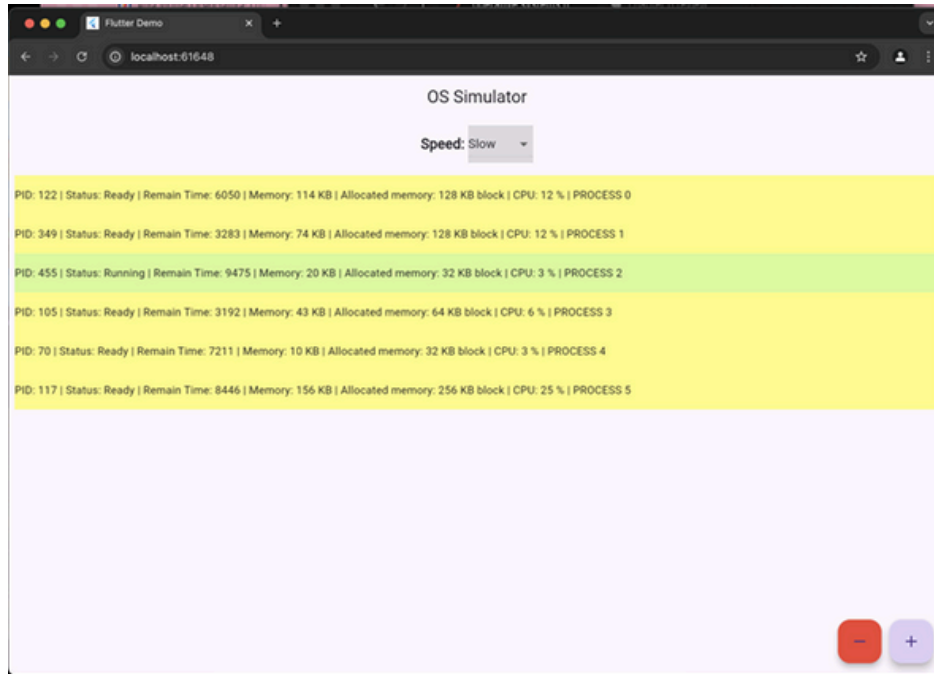 Flutter Demo
localhost:61648
OS Simulator
Speed: Slow
PID: 122 | Status: Ready | Remain Time: 6050 | Memory: 114 KB | Allocated memory: 128 KB block | CPU: 12 % | PROCESS 0
PID: 349 | Status: Ready | Remain Time: 3283 | Memory: 74 KB | Allocated memory: 128 KB block | CPU: 12 % | PROCESS 1
PID: 455 | Status: Running | Remain Time: 9475 | Memory: 20 KB | Allocated memory: 32 KB block | CPU: 3 % | PROCESS 2
PID: 105 | Status: Ready | Remain Time: 3192 | Memory: 43 KB | Allocated memory: 64 KB block | CPU: 6 % | PROCESS 3
PID: 70 | Status: Ready | Remain Time: 7211 | Memory: 10 KB | Allocated memory: 32 KB block | CPU: 3 % | PROCESS 4
PID: 117 | Status: Ready | Remain Time: 8446 | Memory: 156 KB | Allocated memory: 256 KB block | CPU: 25 % | PROCESS 5